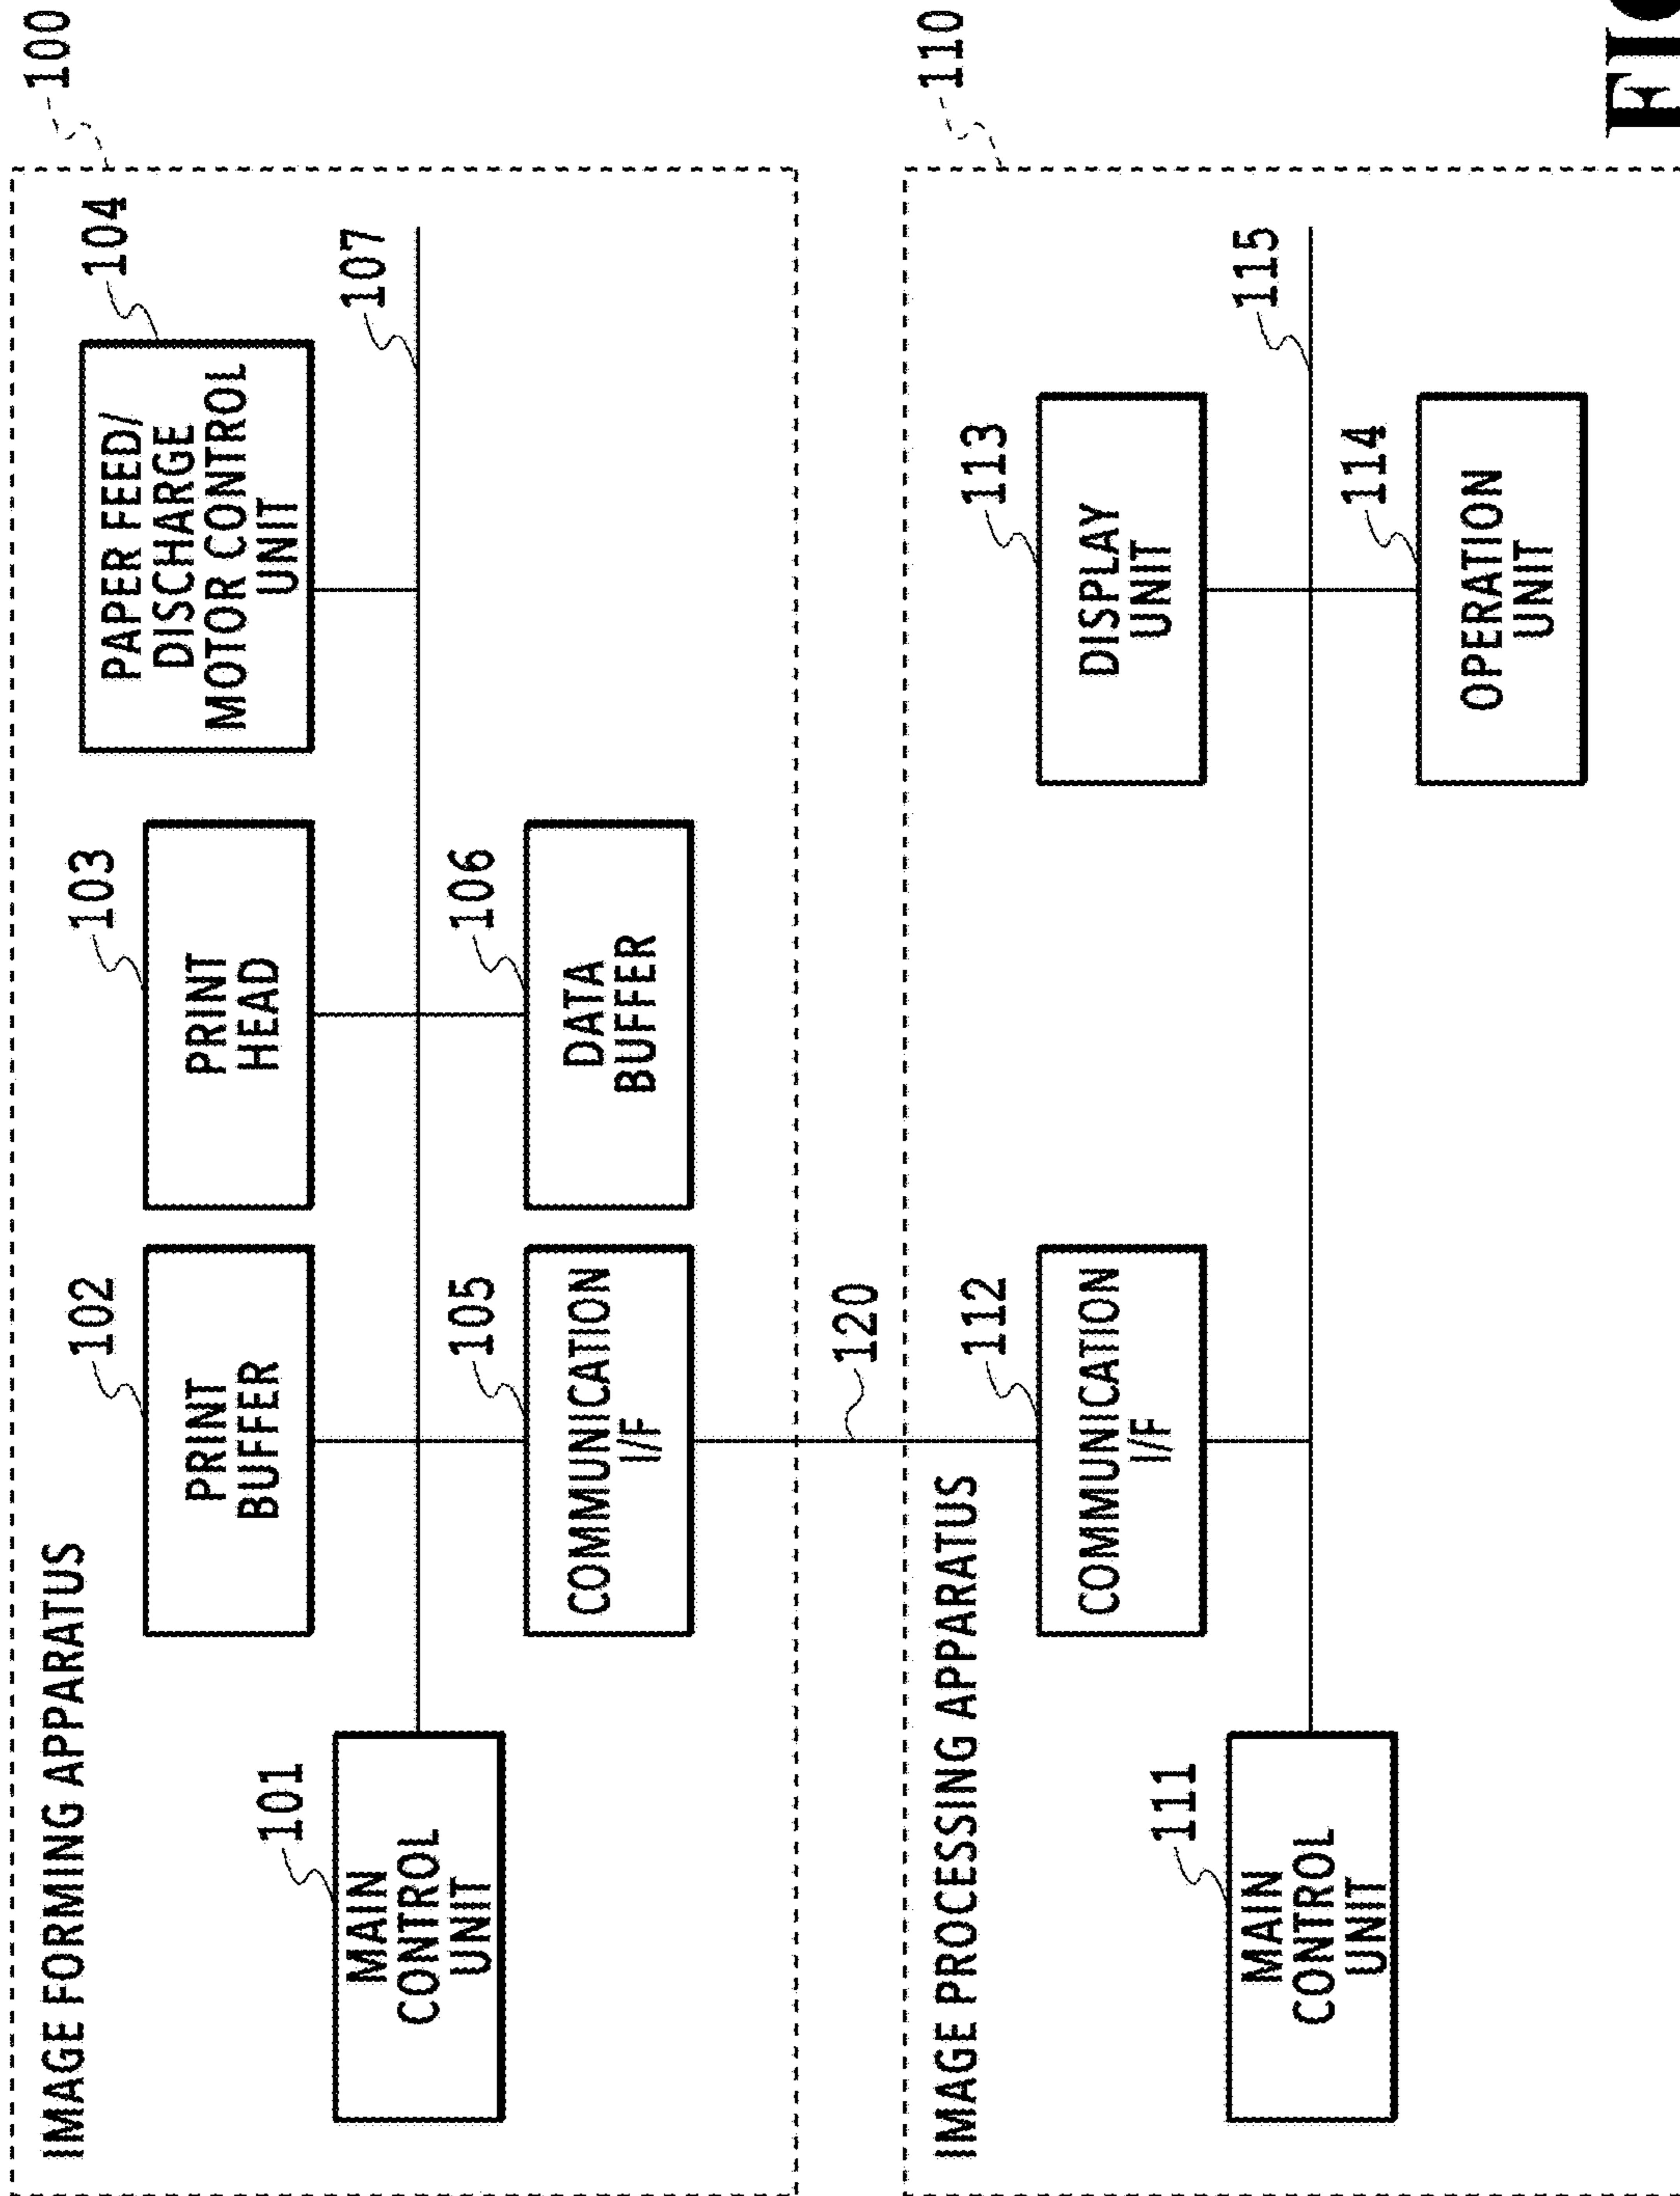 100
IMAGE FORMING APPARATUS
101
MAIN
CONTROL
UNIT
102
PRINT
BUFFER
103
PRINT
HEAD
104
PAPER FEED/
DISCHARGE
MOTOR CONTROL
UNIT
107
105
COMMUNICATION
I/F
106
DATA
BUFFER
120
110
IMAGE PROCESSING APPARATUS
111
MAIN
CONTROL
UNIT
112
COMMUNICATION
I/F
113
DISPLAY
UNIT
115
114
OPERATION
UNIT